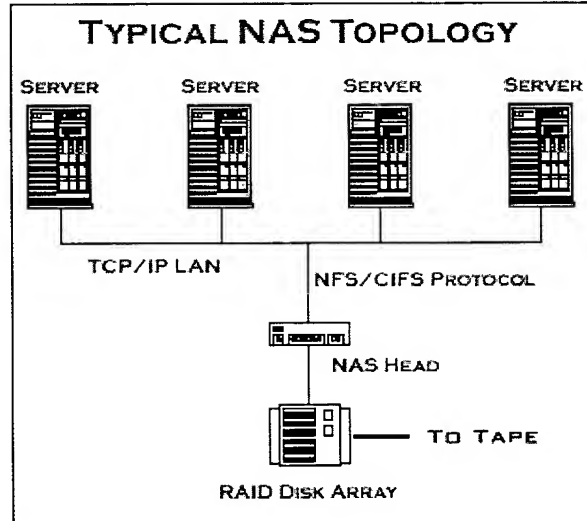 TYPICAL NAS TOPOLOGY
SERVER SERVER SERVER SERVER
TCP/IP LAN
NFS/CIFS PROTOCOL
NAS HEAD
TO TAPE
RAID DISK ARRAY